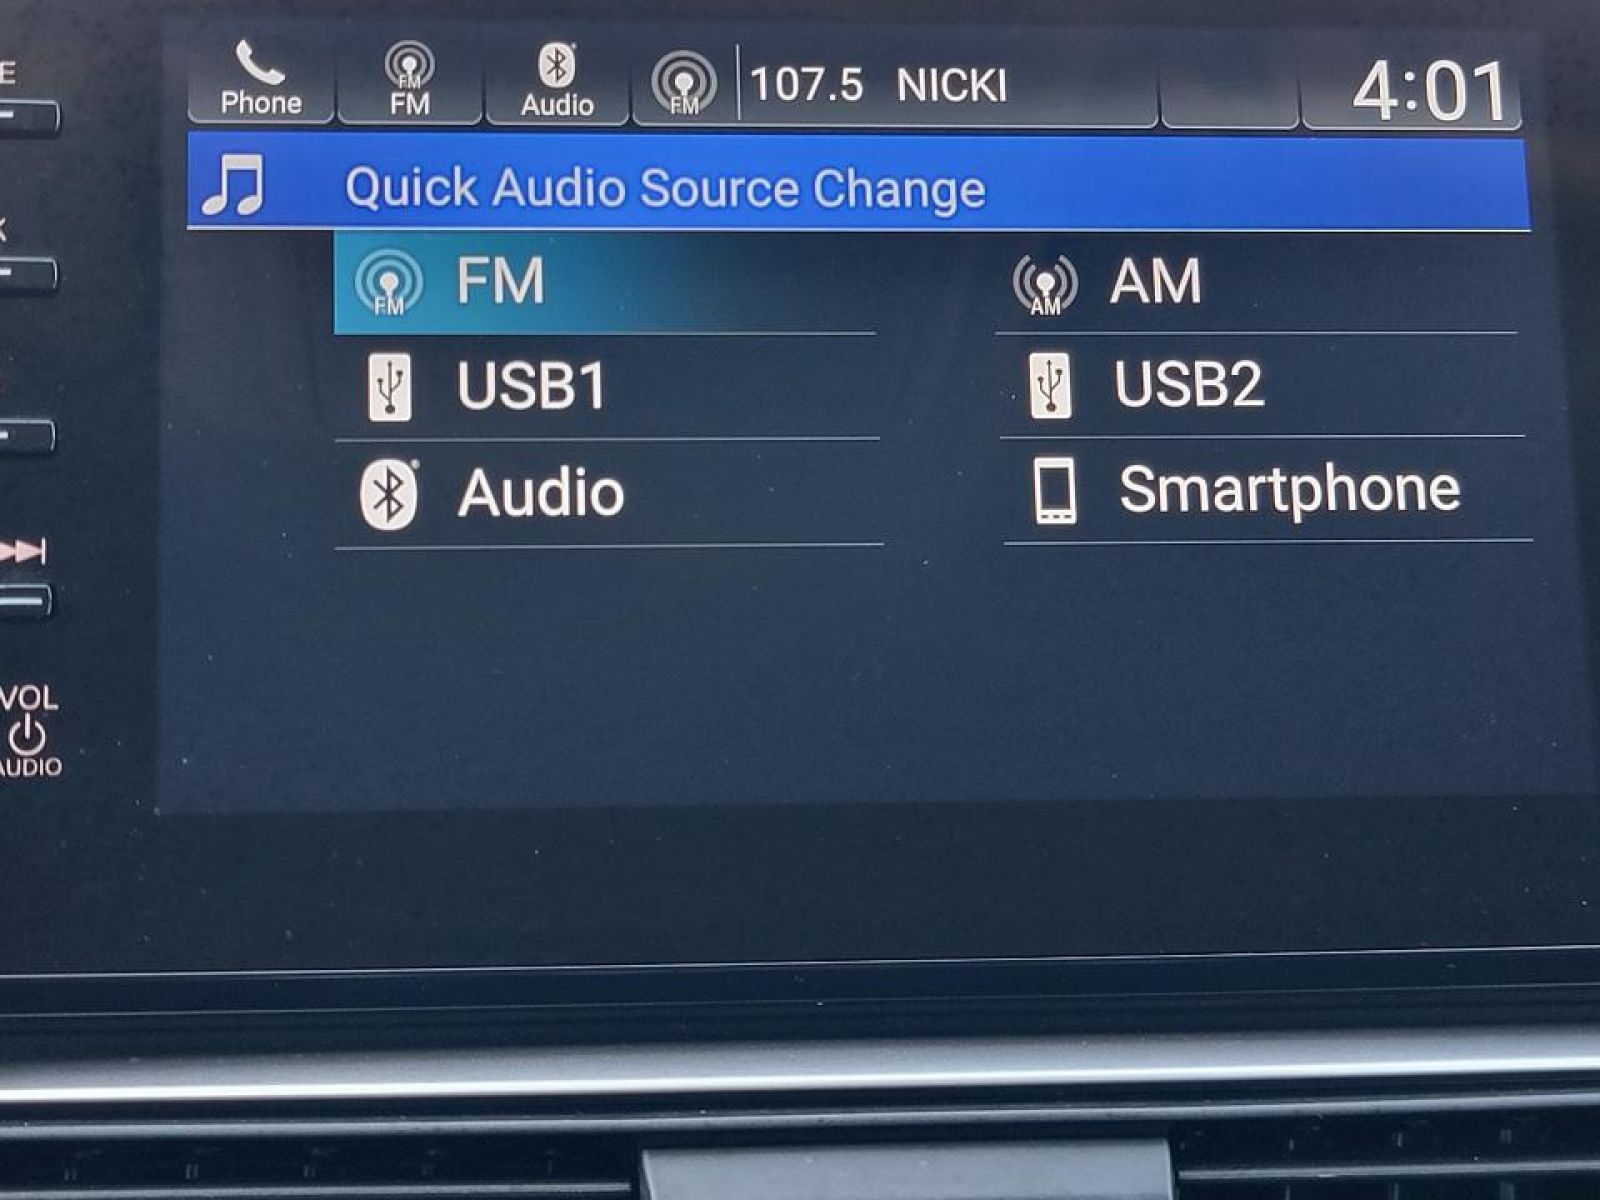 Phone
FM
FM
Audio
FM
107.5 NICKI
4:01
Quick Audio Source Change
FM
FM
AM
AM
USB1
USB2
Audio
Smartphone
VOL
AUDIO